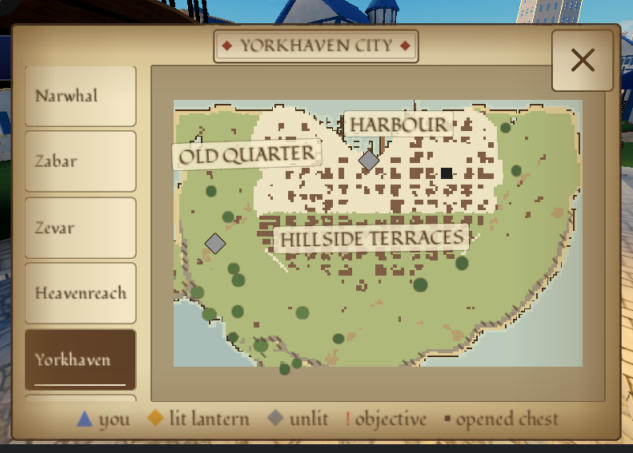 YORKHAVEN CITY
Narwhal
Zabar
Zevar
Heavenreach
Yorkhaven
HARBOUR
OLD QUARTER
HILLSIDE TERRACES
you
lit lantern
unlit
! objective
opened chest